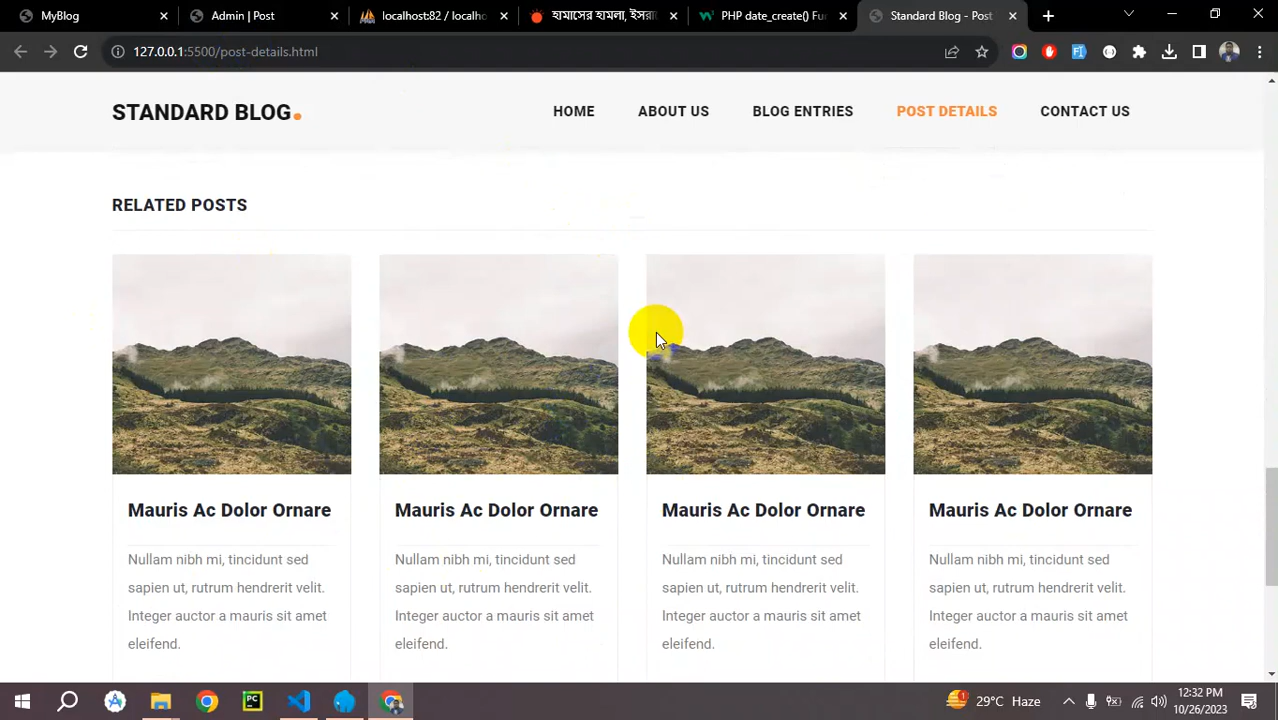 MyBlog
Admin | Post
localhost:82 / localho
হামাসের হামলা, ইসরা
PHP date_create() Fu
Standard Blog - Post
127.0.0.1:5500/post-details.html
STANDARD BLOG.
HOME
ABOUT US
BLOG ENTRIES
POST DETAILS
CONTACT US
RELATED POSTS
Mauris Ac Dolor Ornare
Nullam nibh mi, tincidunt sed
sapien ut, rutrum hendrerit velit.
Integer auctor a mauris sit amet
eleifend.
Mauris Ac Dolor Ornare
Nullam nibh mi, tincidunt sed
sapien ut, rutrum hendrerit velit.
Integer auctor a mauris sit amet
eleifend.
Mauris Ac Dolor Ornare
Nullam nibh mi, tincidunt sed
sapien ut, rutrum hendrerit velit.
Integer auctor a mauris sit amet
eleifend.
Mauris Ac Dolor Ornare
Nullam nibh mi, tincidunt sed
sapien ut, rutrum hendrerit velit.
Integer auctor a mauris sit amet
eleifend.
PC
1
29°C Haze
12:32 PM
10/26/2023